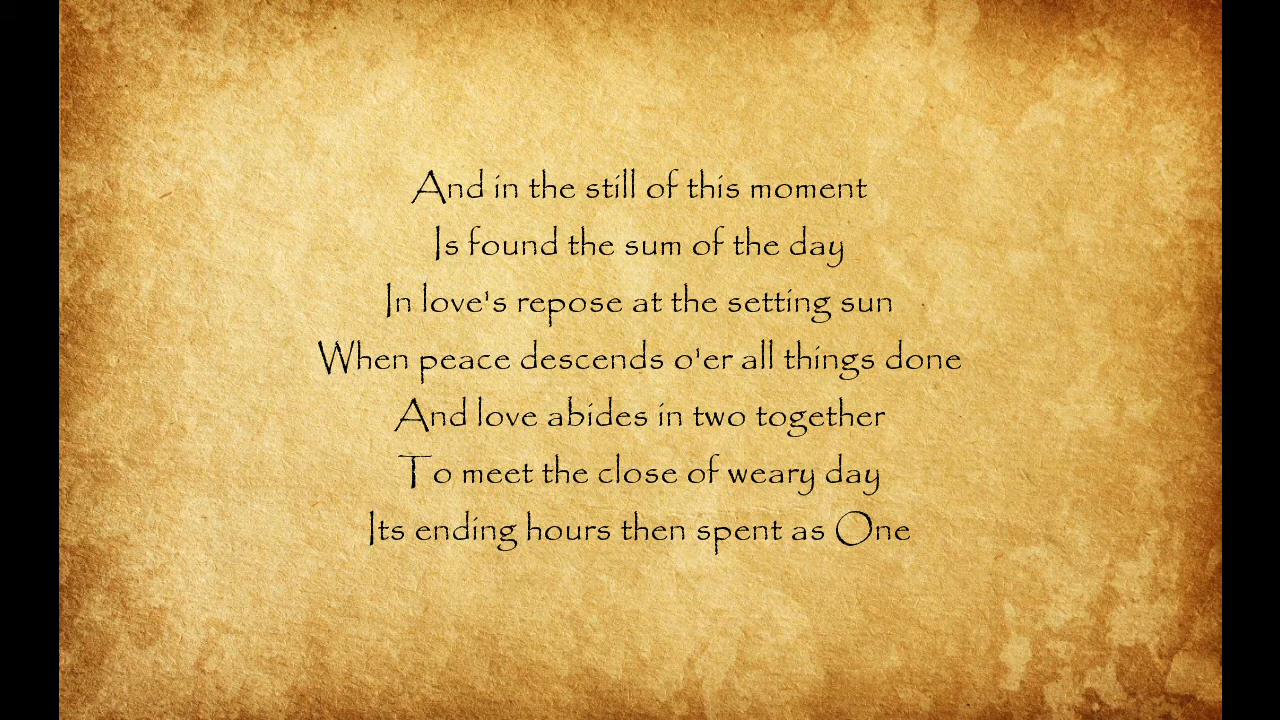 And in the still of this moment
Is found the sum of the day
In love's repose at the setting sun
When peace descends o'er all things done
And love abides in two together
To meet the close of weary day
Its ending hours then spent as One